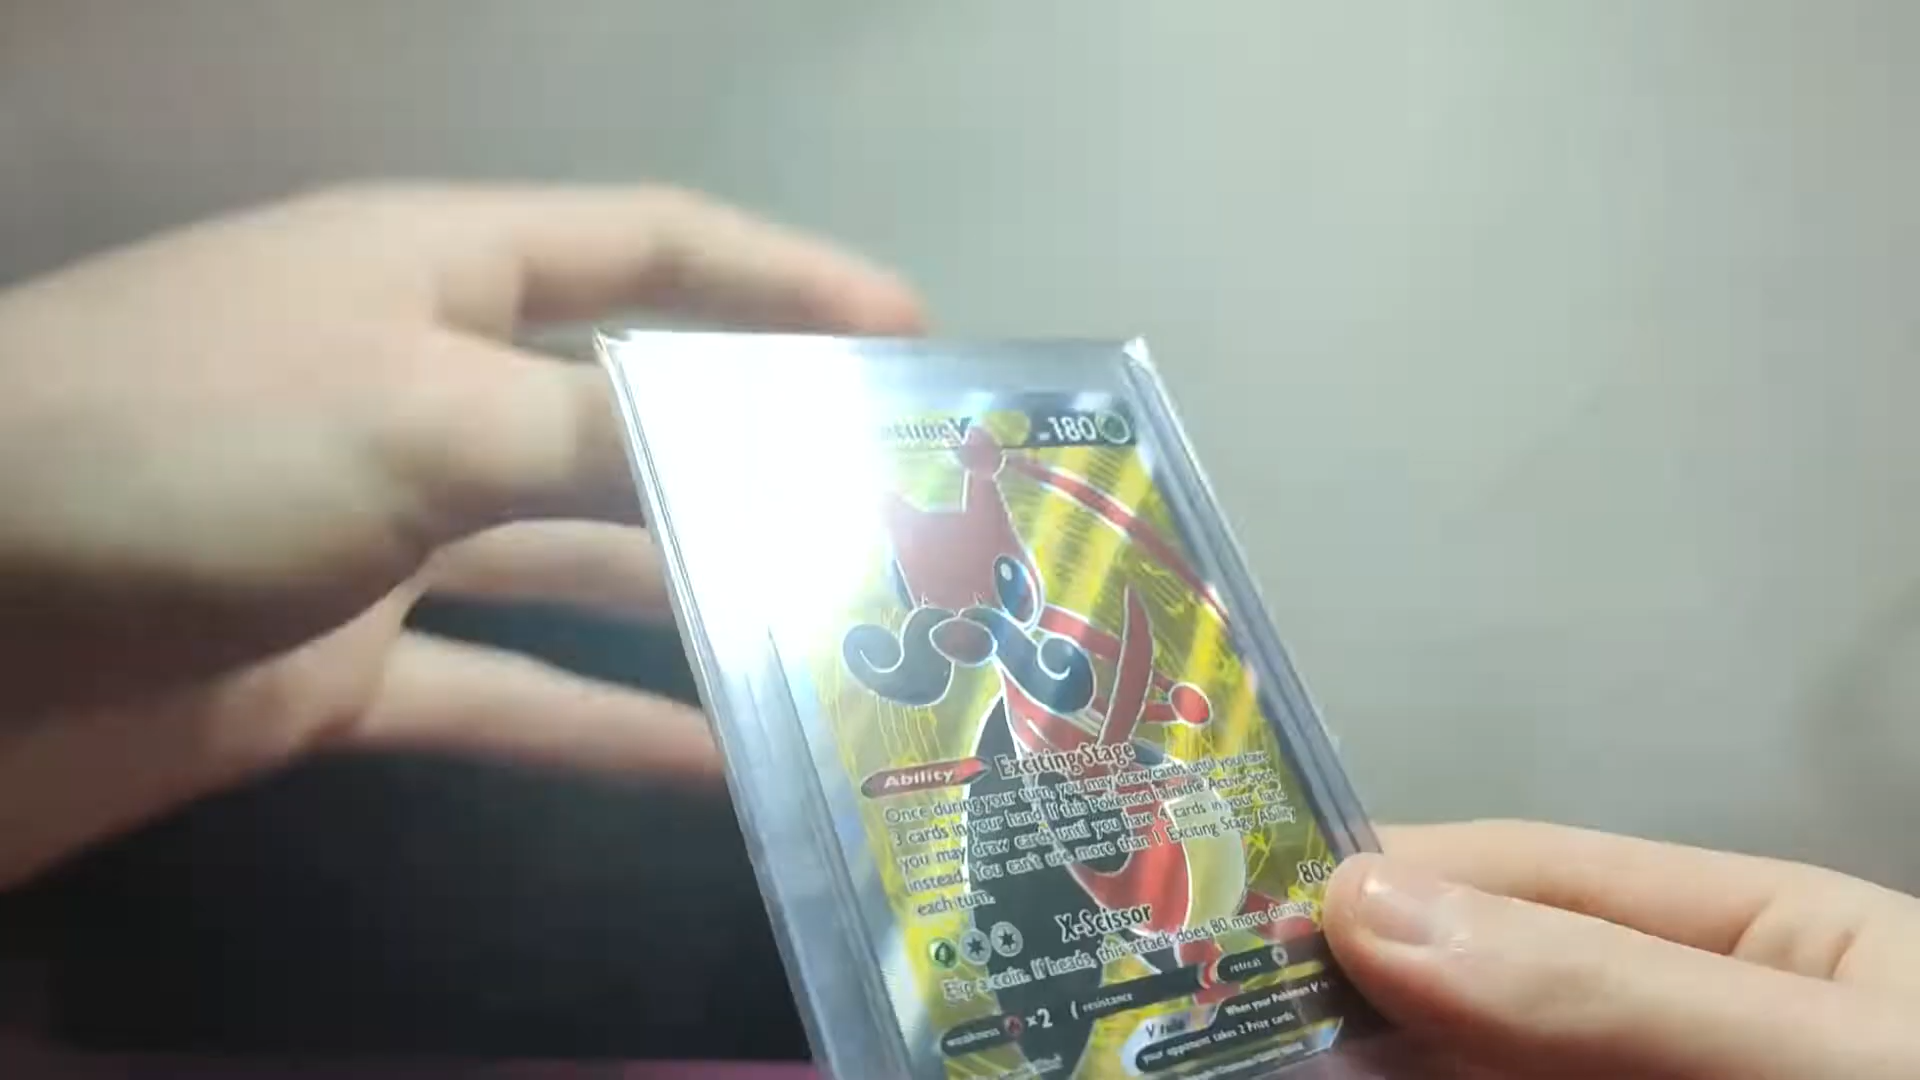 V 180
Ability Exciting Stage
Once during your turn, you may draw cards until you have
3 cards in your hand. If this Pokémon is in the Active Spot,
you may draw cards until you have 4 cards in your hand
instead. You can't use more than 1 Exciting Stage Ability
each turn.
X-Scissor 80+
Flip a coin. If heads, this attack does 80 more damage.
weakness ×2 resistance retreat
V rule When your Pokémon V is
your opponent takes 2 Prize cards.